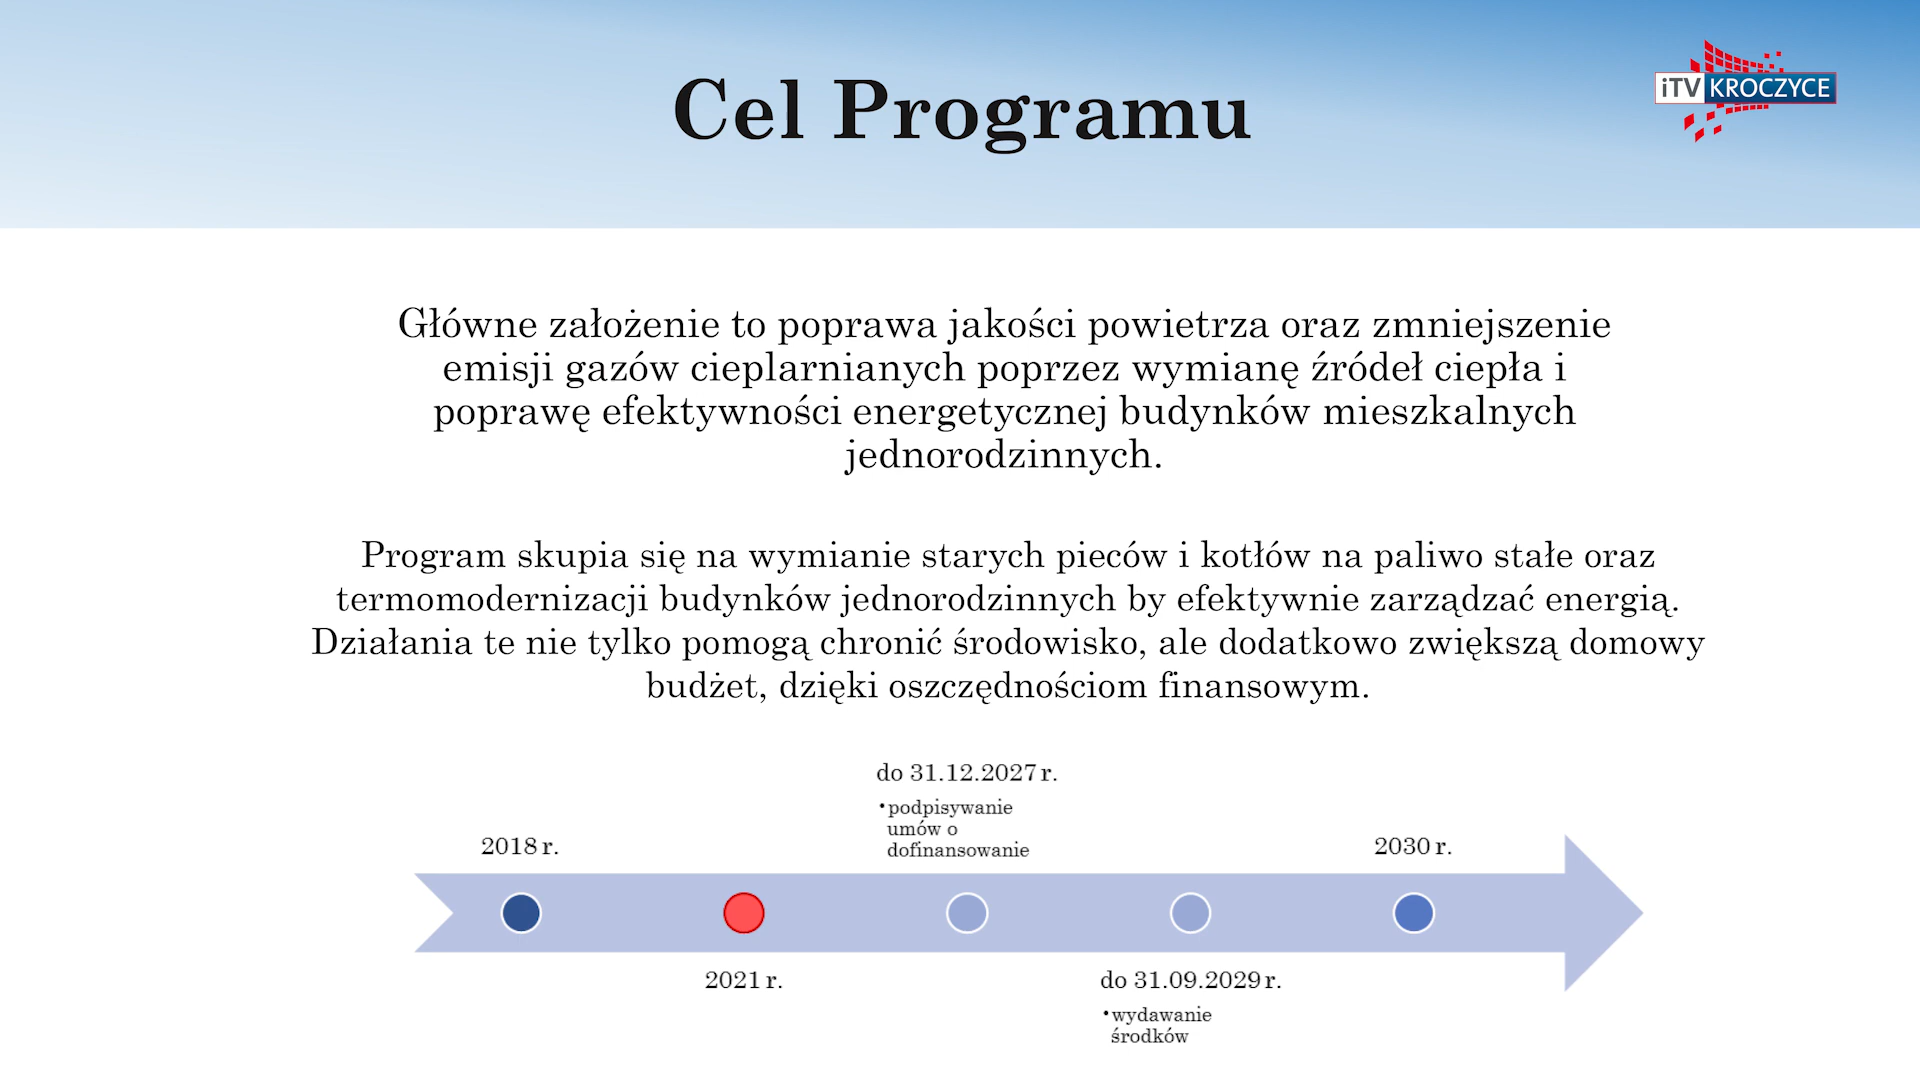 Cel Programu
iTV KROCZYCE
Główne założenie to poprawa jakości powietrza oraz zmniejszenie
emisji gazów cieplarnianych poprzez wymianę źródeł ciepła i
poprawę efektywności energetycznej budynków mieszkalnych
jednorodzinnych.
Program skupia się na wymianie starych pieców i kotłów na paliwo stałe oraz
termomodernizacji budynków jednorodzinnych by efektywnie zarządzać energią.
Działania te nie tylko pomogą chronić środowisko, ale dodatkowo zwiększą domowy
budżet, dzięki oszczędnościom finansowym.
2018 r.
2021 r.
do 31.12.2027 r.
•podpisywanie
umów o
dofinansowanie
do 31.09.2029 r.
•wydawanie
środków
2030 r.